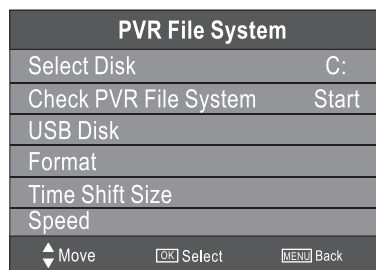 PVR File System
Select Disk C:
Check PVR File System Start
USB Disk
Format
Time Shift Size
Speed
Move OK Select MENU Back